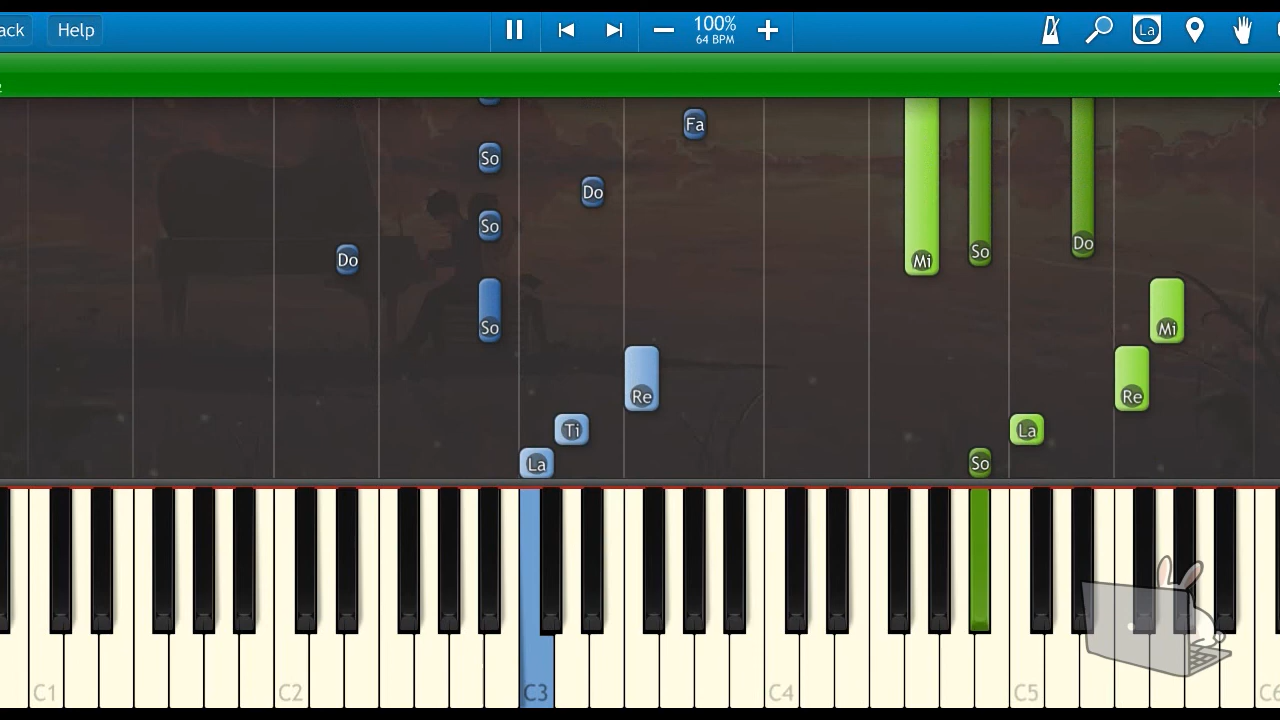 ack Help 100% La
64 BPM
2
Fa
So
Do
So
Mi So Do
Do
So Mi
Re Re
Ti La
La So
C1 C2 C3 C4 C5 C6